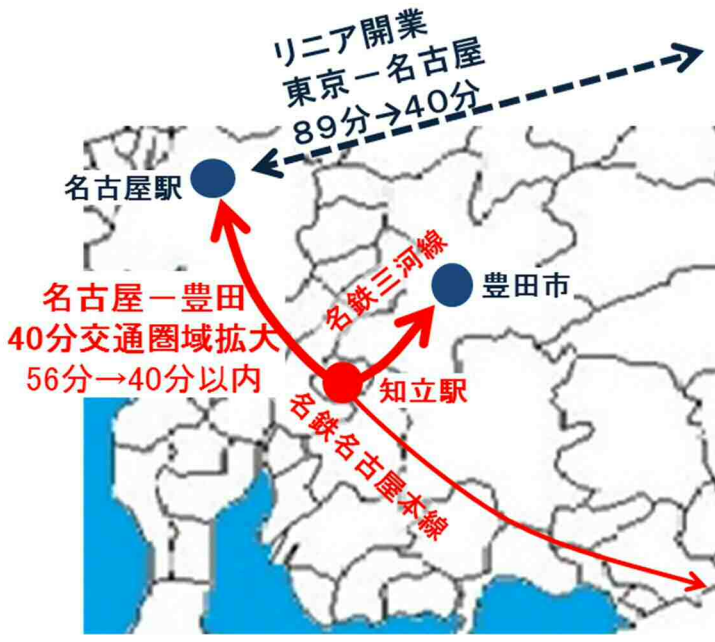 リニア開業
東京－名古屋
89分→40分
名古屋駅
名鉄三河線
豊田市
名古屋－豊田
40分交通圏域拡大
56分→40分以内
知立駅
名鉄名古屋本線